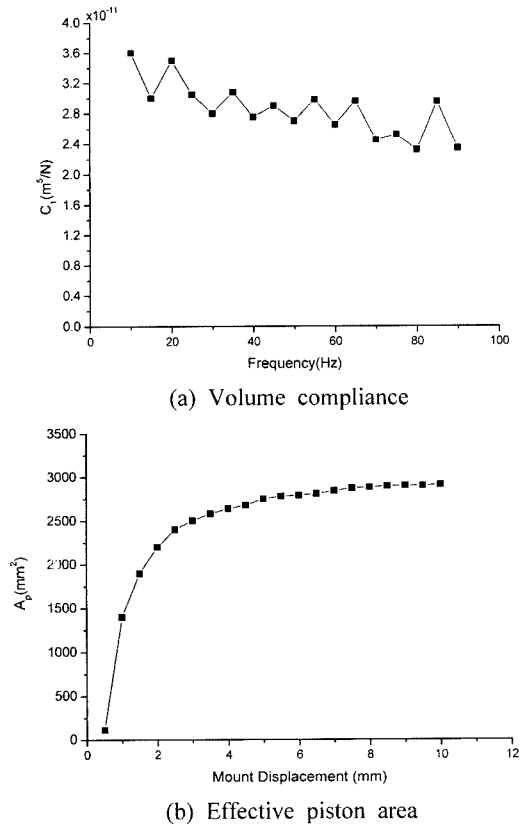 x10⁻¹¹
4.0
3.6
3.2
2.8
2.4
2.0
1.6
1.2
0.8
0.4
0.0
C₁(m⁵/N)
0 20 40 60 80 100
Frequency(Hz)
(a) Volume compliance
3500
3000
2500
2000
1500
1000
500
0
Aₚ(mm²)
0 2 4 6 8 10 12
Mount Displacement (mm)
(b) Effective piston area